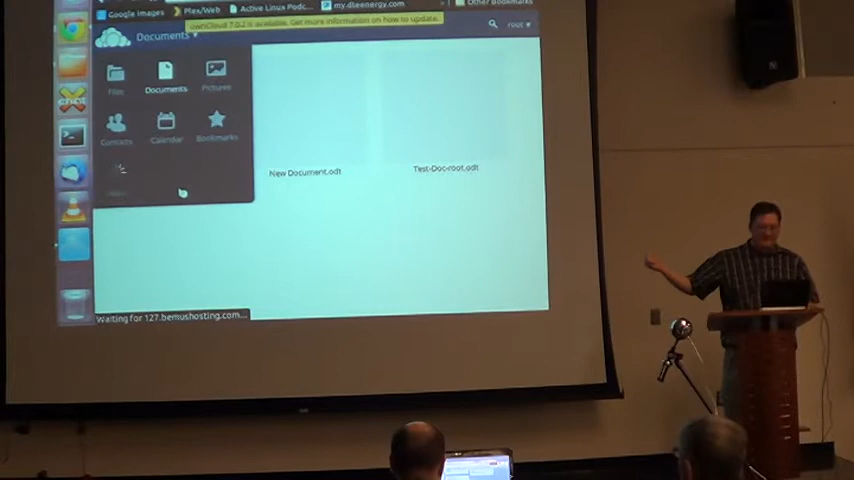 Google Images
Plex/Web
Active Linux Podc...
my.dteenergy.com
Other Bookmarks
ownCloud 7.0.2 is available. Get more information on how to update.
Documents
root
Files
Documents
Pictures
Contacts
Calendar
Bookmarks
New Document.odt
Test-Doc-root.odt
Waiting for 127.bemushosting.com...